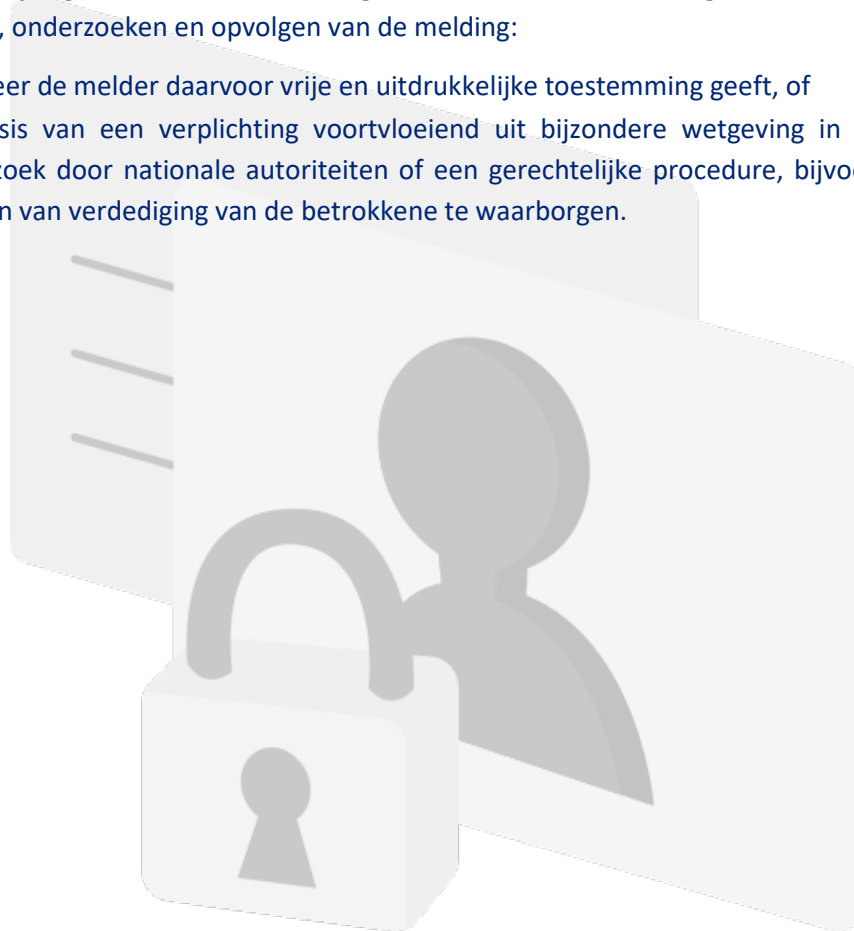 , onderzoeken en opvolgen van de melding:
eer de melder daarvoor vrije en uitdrukkelijke toestemming geeft, of
sis van een verplichting voortvloeiend uit bijzondere wetgeving in
zoek door nationale autoriteiten of een gerechtelijke procedure, bijvo
n van verdediging van de betrokkene te waarborgen.